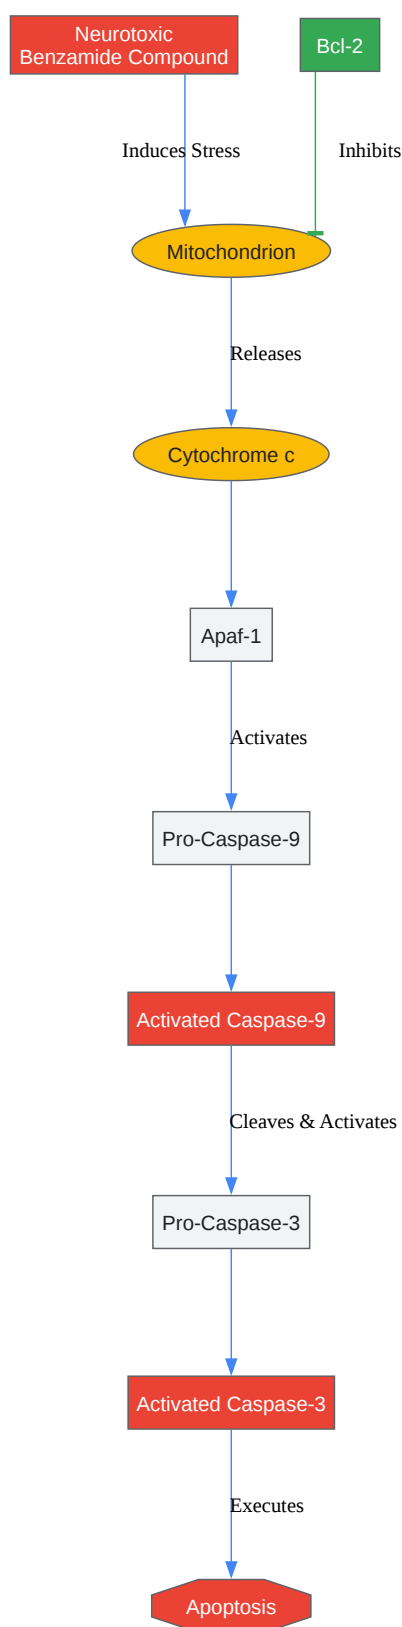 Neurotoxic
Benzamide Compound
Bcl-2
Induces Stress
Inhibits
Mitochondrion
Releases
Cytochrome c
Apaf-1
Activates
Pro-Caspase-9
Activated Caspase-9
Cleaves & Activates
Pro-Caspase-3
Activated Caspase-3
Executes
Apoptosis